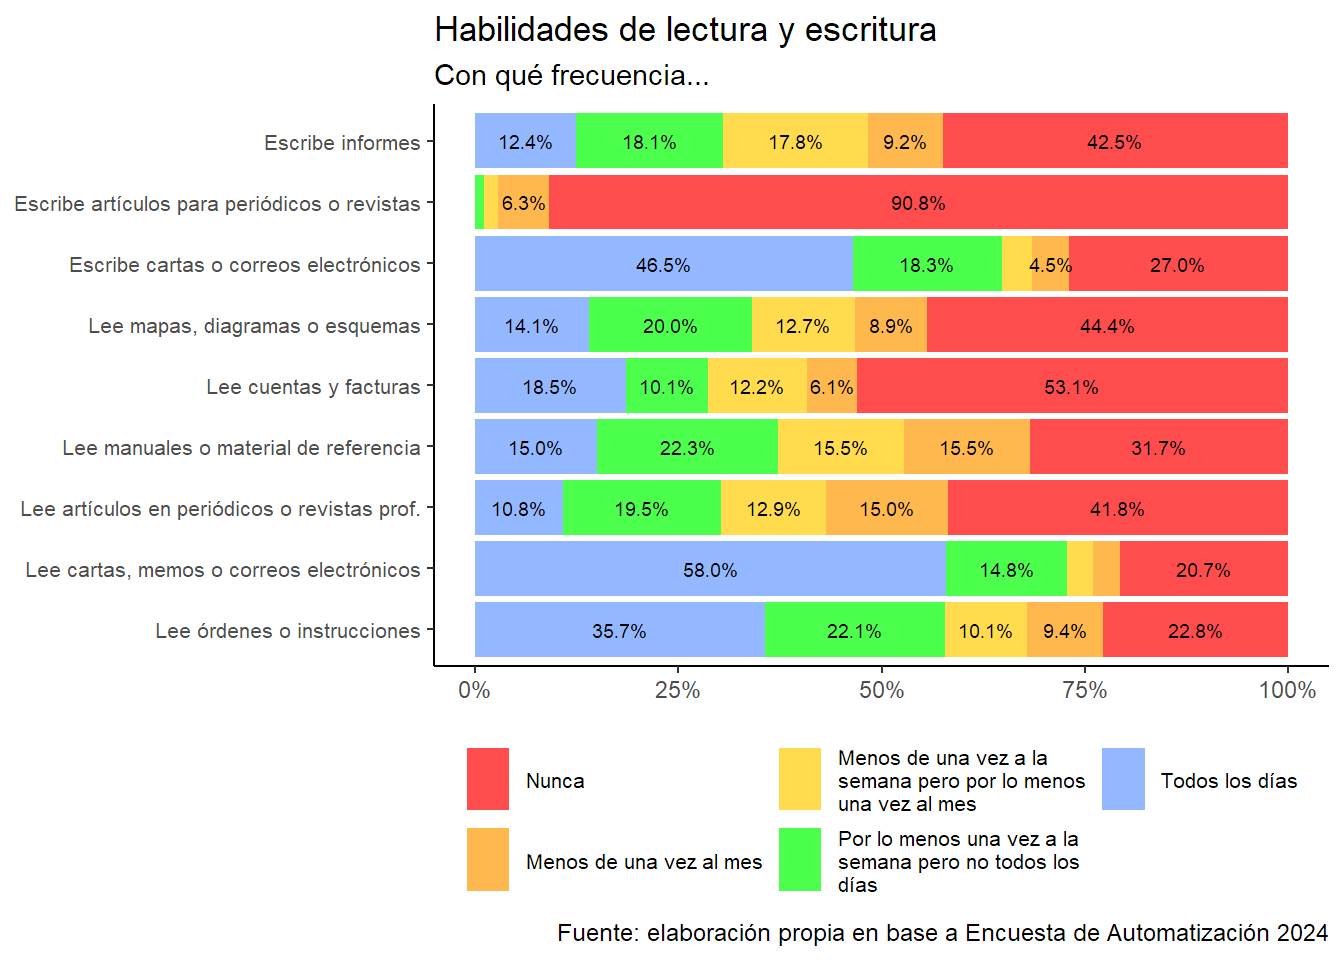 Habilidades de lectura y escritura
Con qué frecuencia...
Escribe informes 12.4% 18.1% 17.8% 9.2% 42.5%
Escribe artículos para periódicos o revistas 6.3% 90.8%
Escribe cartas o correos electrónicos 46.5% 18.3% 4.5% 27.0%
Lee mapas, diagramas o esquemas 14.1% 20.0% 12.7% 8.9% 44.4%
Lee cuentas y facturas 18.5% 10.1% 12.2% 6.1% 53.1%
Lee manuales o material de referencia 15.0% 22.3% 15.5% 15.5% 31.7%
Lee artículos en periódicos o revistas prof. 10.8% 19.5% 12.9% 15.0% 41.8%
Lee cartas, memos o correos electrónicos 58.0% 14.8% 20.7%
Lee órdenes o instrucciones 35.7% 22.1% 10.1% 9.4% 22.8%
0% 25% 50% 75% 100%
Nunca
Menos de una vez al mes
Menos de una vez a la
semana pero por lo menos
una vez al mes
Por lo menos una vez a la
semana pero no todos los
días
Todos los días
Fuente: elaboración propia en base a Encuesta de Automatización 2024